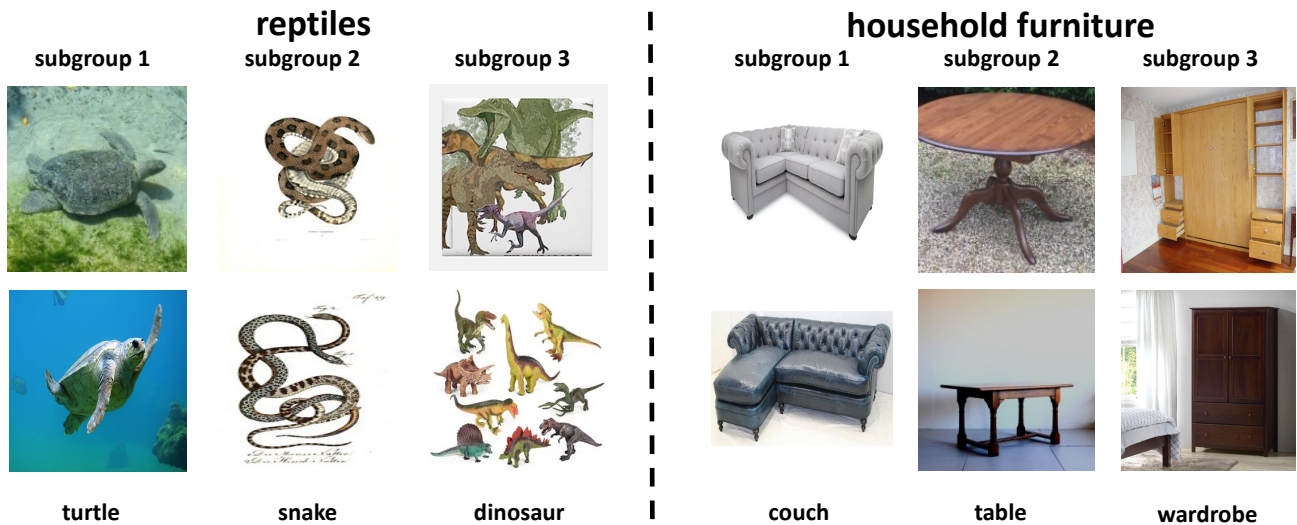 reptiles
household furniture
subgroup 1
subgroup 2
subgroup 3
subgroup 1
subgroup 2
subgroup 3
turtle
snake
dinosaur
couch
table
wardrobe